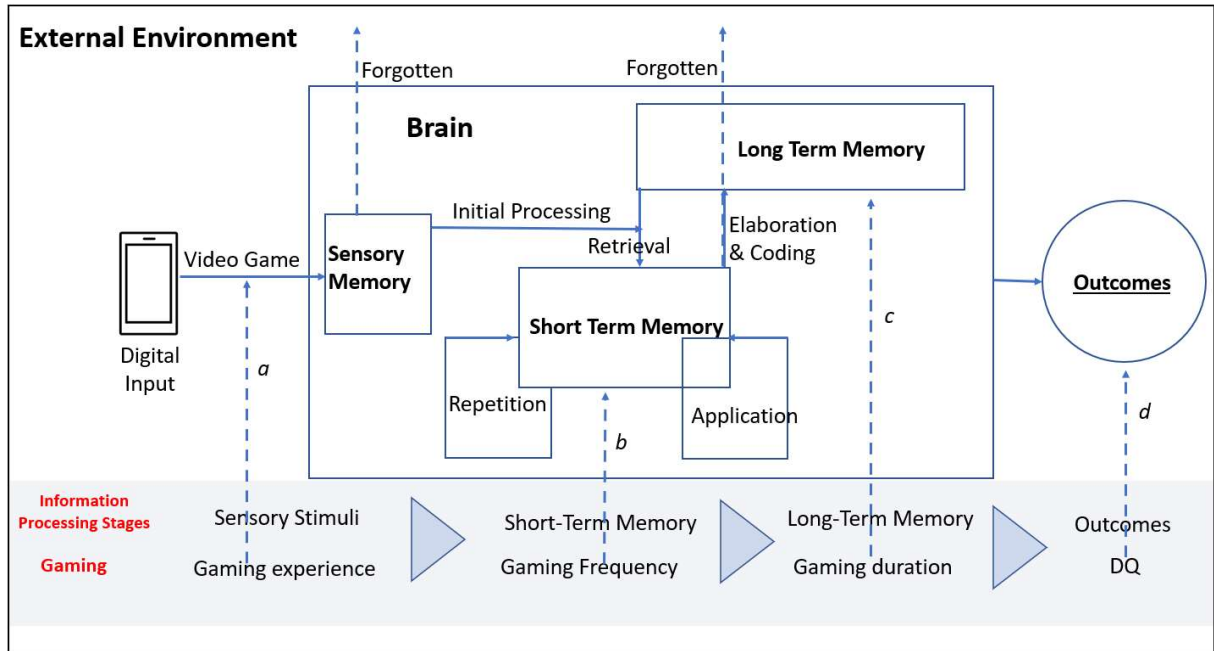 External Environment
Forgotten
Forgotten
Brain
Long Term Memory
Initial Processing
Retrieval
Elaboration
& Coding
Video Game
Sensory
Memory
Digital
Input
Short Term Memory
Repetition
Application
Outcomes
a
b
c
d
Information
Processing Stages
Sensory Stimuli
Short-Term Memory
Long-Term Memory
Outcomes
Gaming
Gaming experience
Gaming Frequency
Gaming duration
DQ